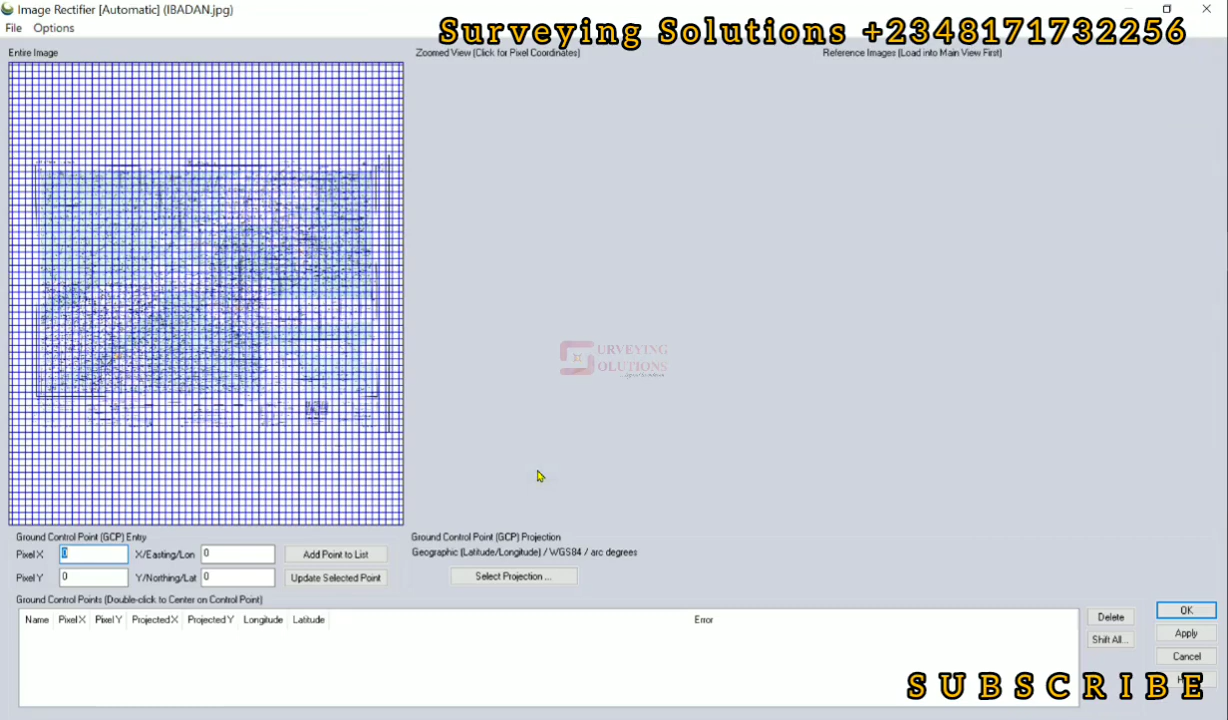 Image Rectifier [Automatic] (IBADAN.jpg)
File Options
Surveying Solutions +2348171732256
Entire Image
Zoomed View (Click for Pixel Coordinates)
Reference Images (Load into Main View First)
URVEYING
OLUTIONS
Ground Control Point (GCP) Entry
Pixel X 0 X/Easting/Lon 0 Add Point to List
Pixel Y 0 Y/Northing/Lat 0 Update Selected Point
Ground Control Point (GCP) Projection
Geographic (Latitude/Longitude) / WGS84 / arc degrees
Select Projection ...
Ground Control Points (Double-click to Center on Control Point)
Name Pixel X Pixel Y Projected X Projected Y Longitude Latitude Error
Delete
Shift All...
OK
Apply
Cancel
SUBSCRIBE